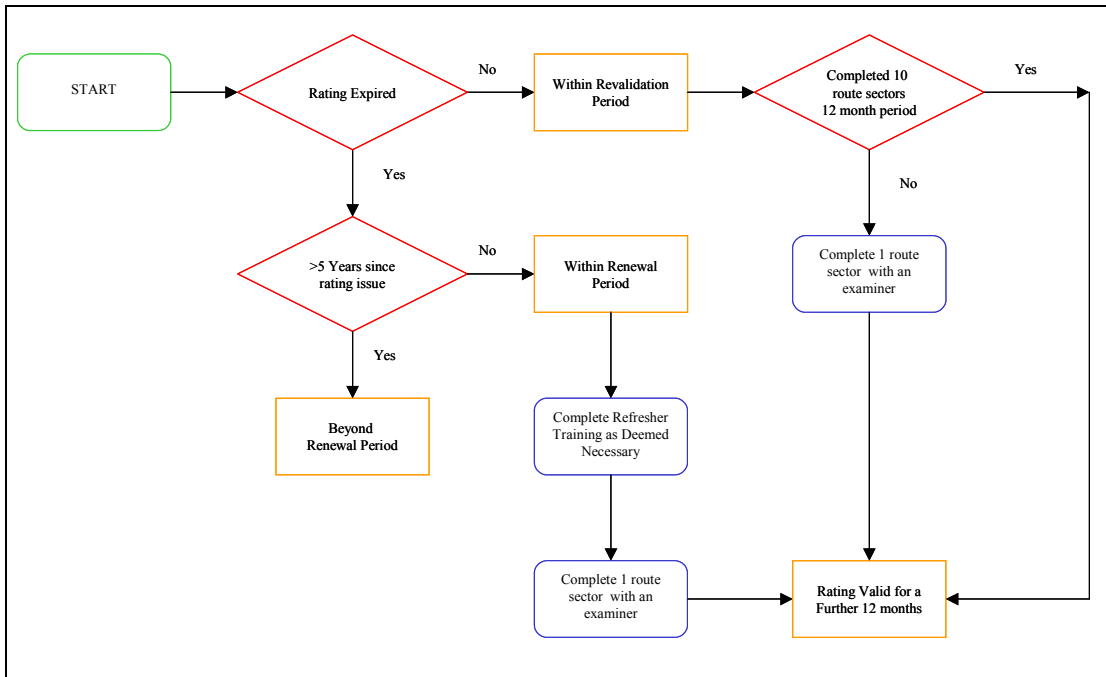 START
Rating Expired
No
Within Revalidation
Period
Completed 10
route sectors
12 month period
Yes
Yes
No
>5 Years since
rating issue
No
Within Renewal
Period
Complete 1 route
sector with an
examiner
Yes
Beyond
Renewal Period
Complete Refresher
Training as Deemed
Necessary
Complete 1 route
sector with an
examiner
Rating Valid for a
Further 12 months